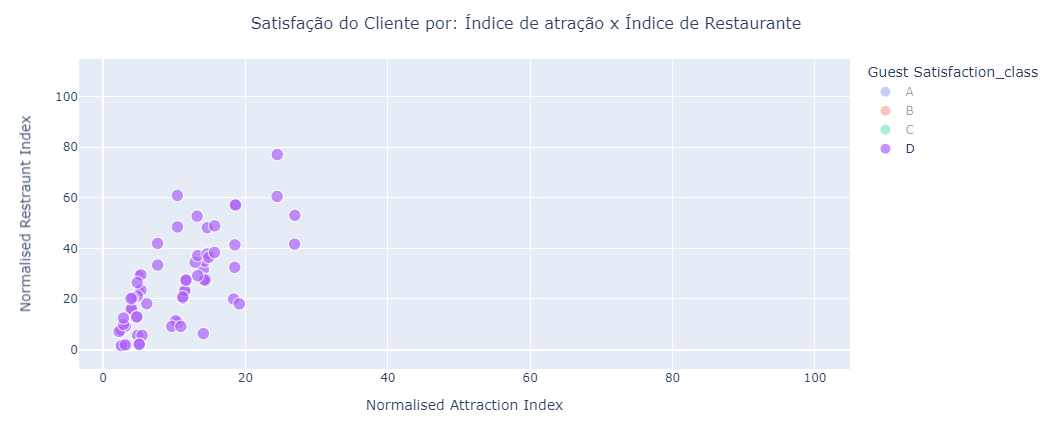 Satisfação do Cliente por: Índice de atração x Índice de Restaurante
Guest Satisfaction_class
A
B
C
D
Normalised Restraunt Index
100
80
60
40
20
0
0 20 40 60 80 100
Normalised Attraction Index